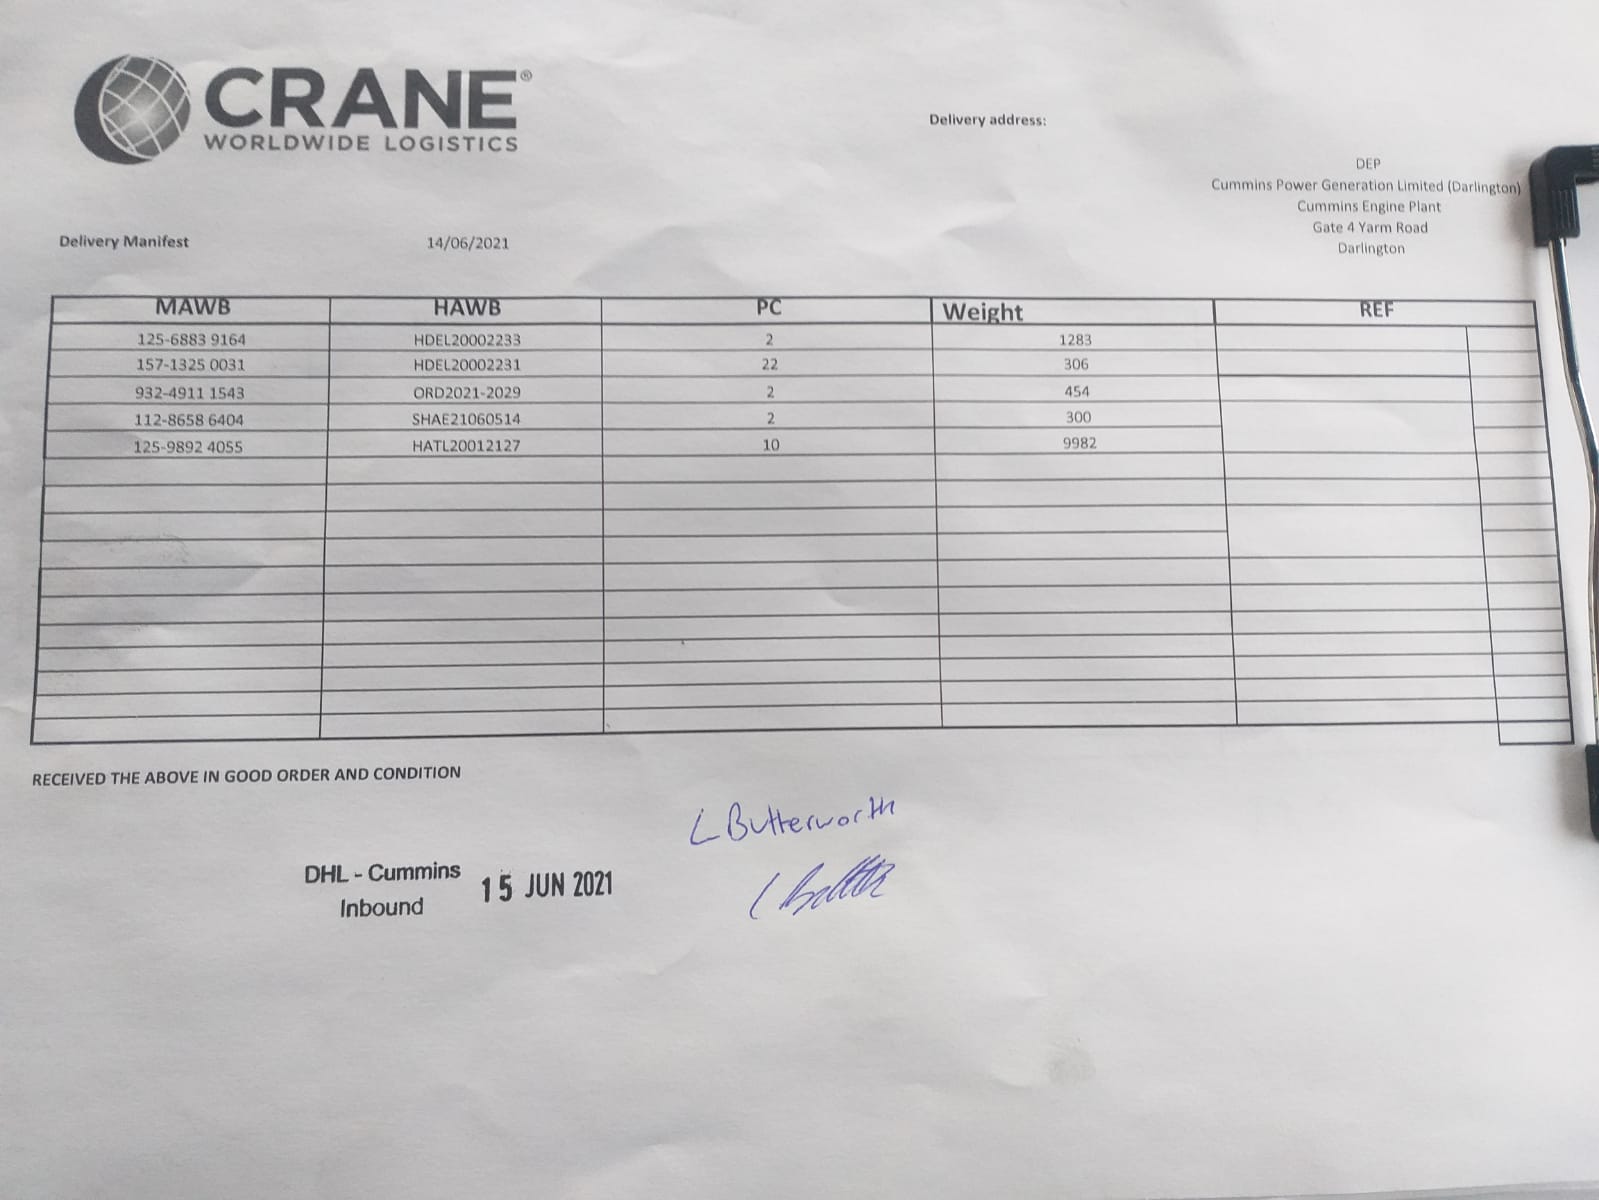 CRANE®
WORLDWIDE LOGISTICS
Delivery address:
DEP
Cummins Power Generation Limited (Darlington)
Cummins Engine Plant
Gate 4 Yarm Road
Darlington
Delivery Manifest 14/06/2021
MAWB HAWB PC Weight REF
125-6883 9164 HDEL20002233 2 1283
157-1325 0031 HDEL20002231 22 306
932-4911 1543 ORD2021-2029 2 454
112-8658 6404 SHAE21060514 2 300
125-9892 4055 HATL20012127 10 9982
RECEIVED THE ABOVE IN GOOD ORDER AND CONDITION
L Butterworth
DHL - Cummins
Inbound
15 JUN 2021